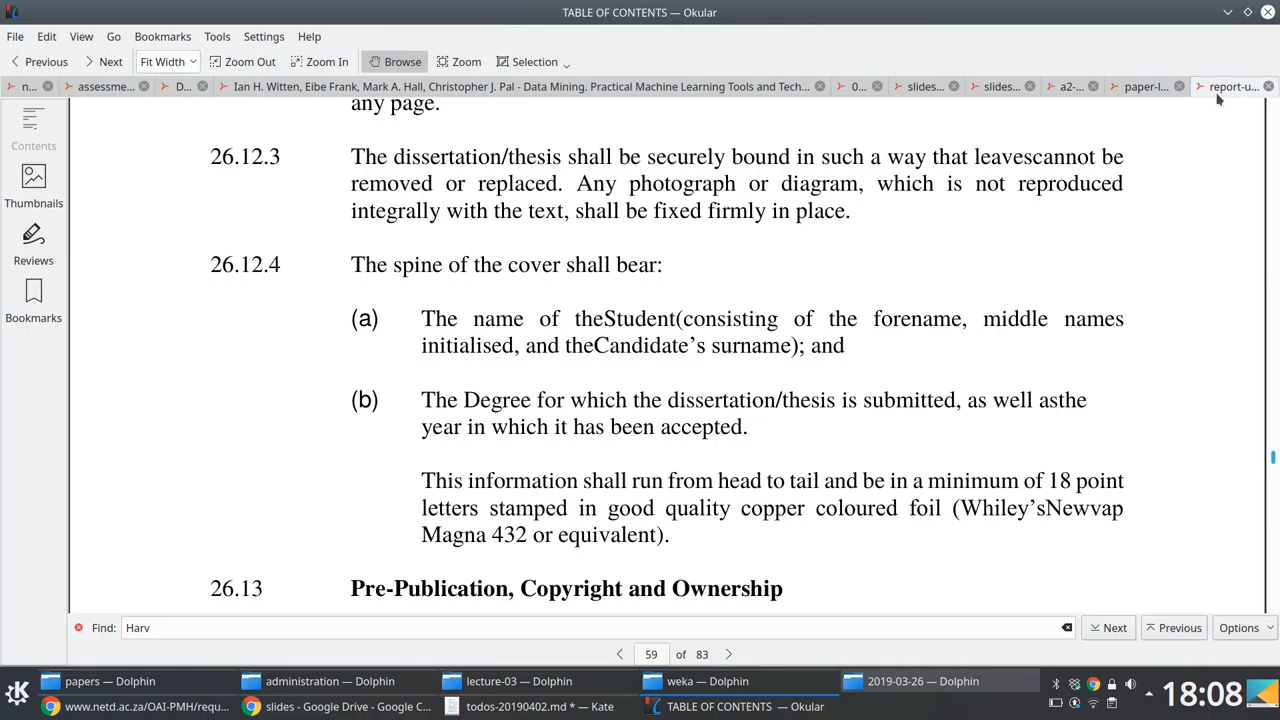 TABLE OF CONTENTS — Okular
File Edit View Go Bookmarks Tools Settings Help
Previous Next Fit Width Zoom Out Zoom In Browse Zoom Selection
n... assessme... D... Ian H. Witten, Eibe Frank, Mark A. Hall, Christopher J. Pal - Data Mining. Practical Machine Learning Tools and Tech... 0... slides... slides... a2-... paper-l... report-u...
Contents
Thumbnails
Reviews
Bookmarks
any page.
26.12.3 The dissertation/thesis shall be securely bound in such a way that leavescannot be
removed or replaced. Any photograph or diagram, which is not reproduced
integrally with the text, shall be fixed firmly in place.
26.12.4 The spine of the cover shall bear:
(a) The name of theStudent(consisting of the forename, middle names
initialised, and theCandidate’s surname); and
(b) The Degree for which the dissertation/thesis is submitted, as well asthe
year in which it has been accepted.
This information shall run from head to tail and be in a minimum of 18 point
letters stamped in good quality copper coloured foil (Whiley’sNewvap
Magna 432 or equivalent).
26.13 Pre-Publication, Copyright and Ownership
Find: Harv Next Previous Options
59 of 83
papers — Dolphin administration — Dolphin lecture-03 — Dolphin weka — Dolphin 2019-03-26 — Dolphin
www.netd.ac.za/OAI-PMH/requ... slides - Google Drive - Google C... todos-20190402.md * — Kate TABLE OF CONTENTS — Okular
18:08